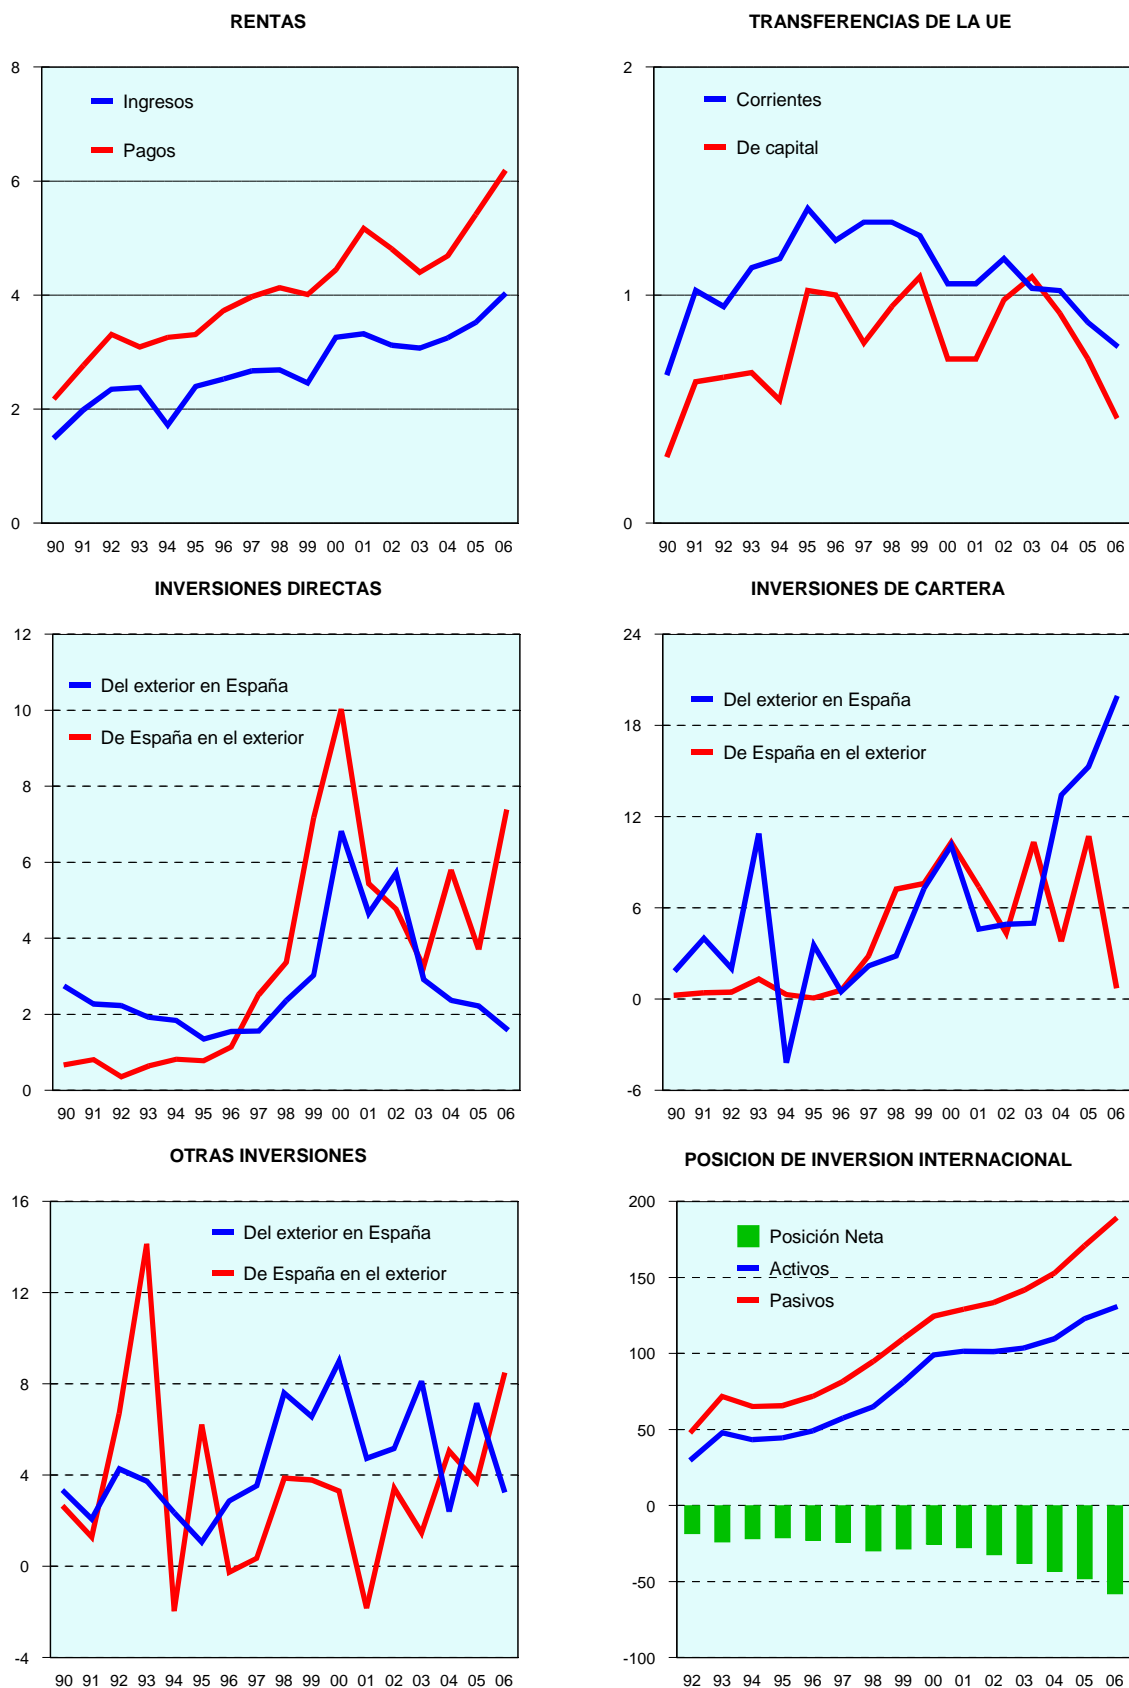 RENTAS
8
6
4
2
0
Ingresos
Pagos
90 91 92 93 94 95 96 97 98 99 00 01 02 03 04 05 06
TRANSFERENCIAS DE LA UE
2
1
0
Corrientes
De capital
90 91 92 93 94 95 96 97 98 99 00 01 02 03 04 05 06
INVERSIONES DIRECTAS
12
10
8
6
4
2
0
Del exterior en España
De España en el exterior
90 91 92 93 94 95 96 97 98 99 00 01 02 03 04 05 06
INVERSIONES DE CARTERA
24
18
12
6
0
-6
Del exterior en España
De España en el exterior
90 91 92 93 94 95 96 97 98 99 00 01 02 03 04 05 06
OTRAS INVERSIONES
16
12
8
4
0
-4
Del exterior en España
De España en el exterior
90 91 92 93 94 95 96 97 98 99 00 01 02 03 04 05 06
POSICION DE INVERSION INTERNACIONAL
200
150
100
50
0
-50
-100
Posición Neta
Activos
Pasivos
92 93 94 95 96 97 98 99 00 01 02 03 04 05 06